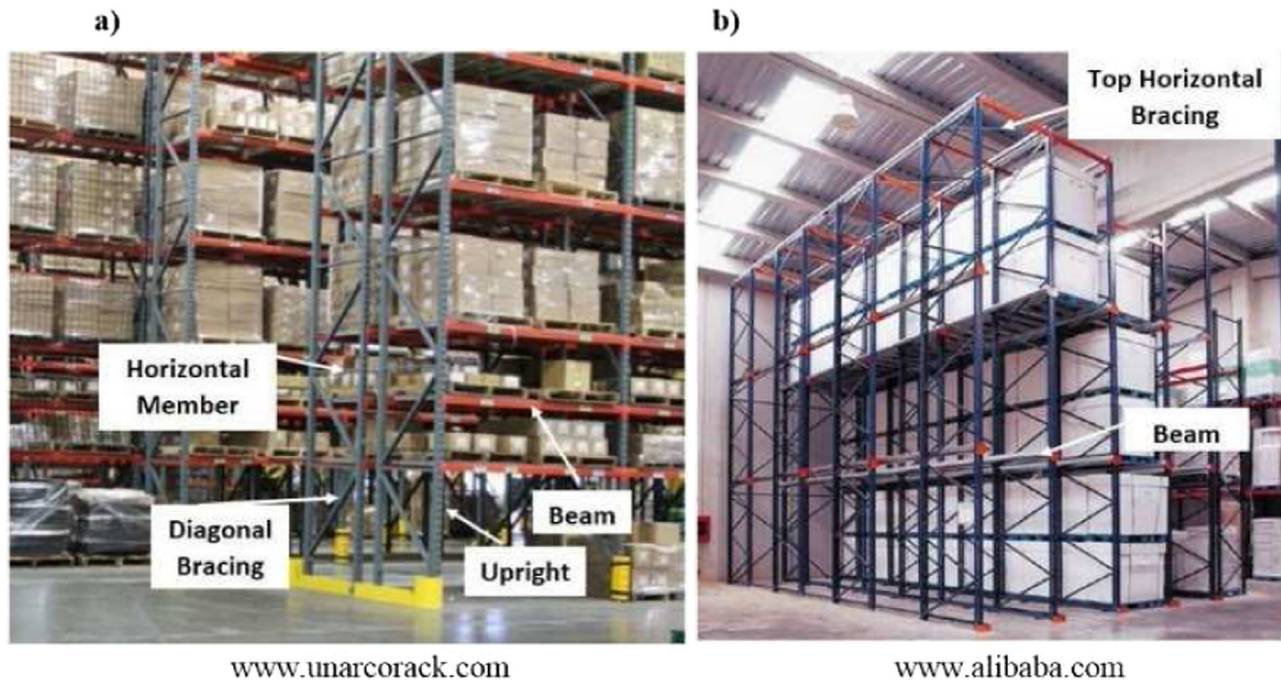 a)
b)
Top Horizontal
Bracing
Horizontal
Member
Beam
Diagonal
Bracing
Beam
Upright
www.unarcorack.com
www.alibaba.com